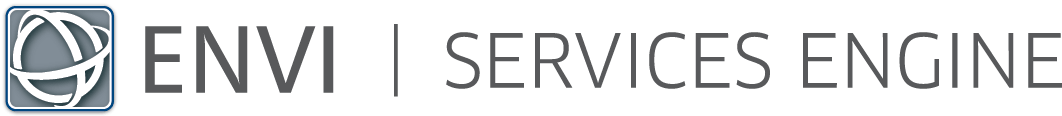 ENVI | SERVICES ENGINE